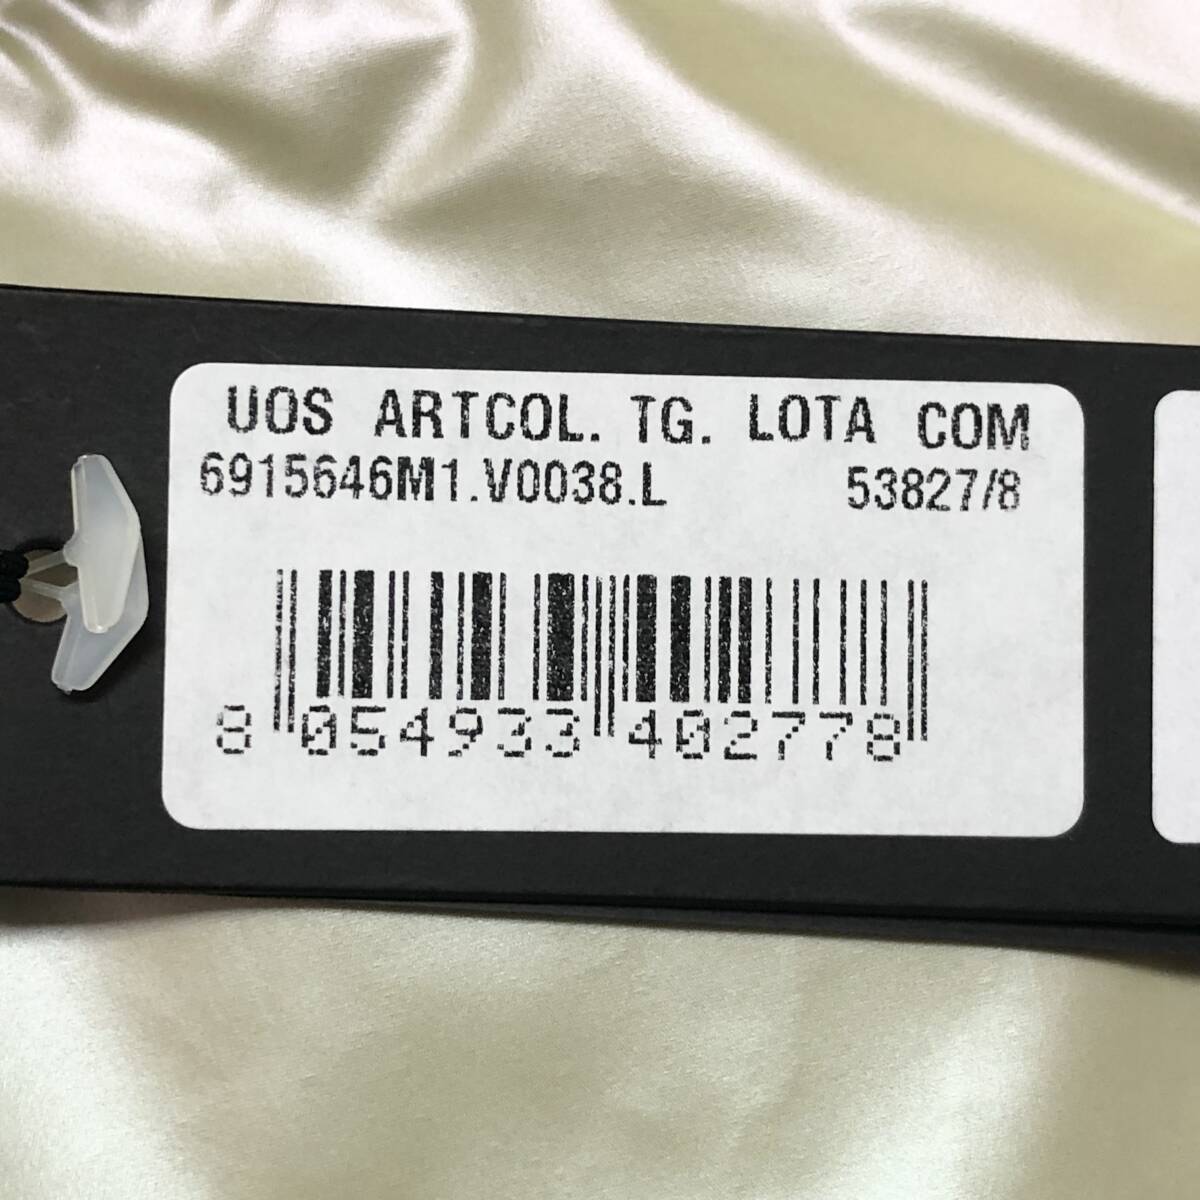 UOS ARTCOL. TG. LOTA COM
6915646M1.V0038.L 53827/8
8 054933 402778